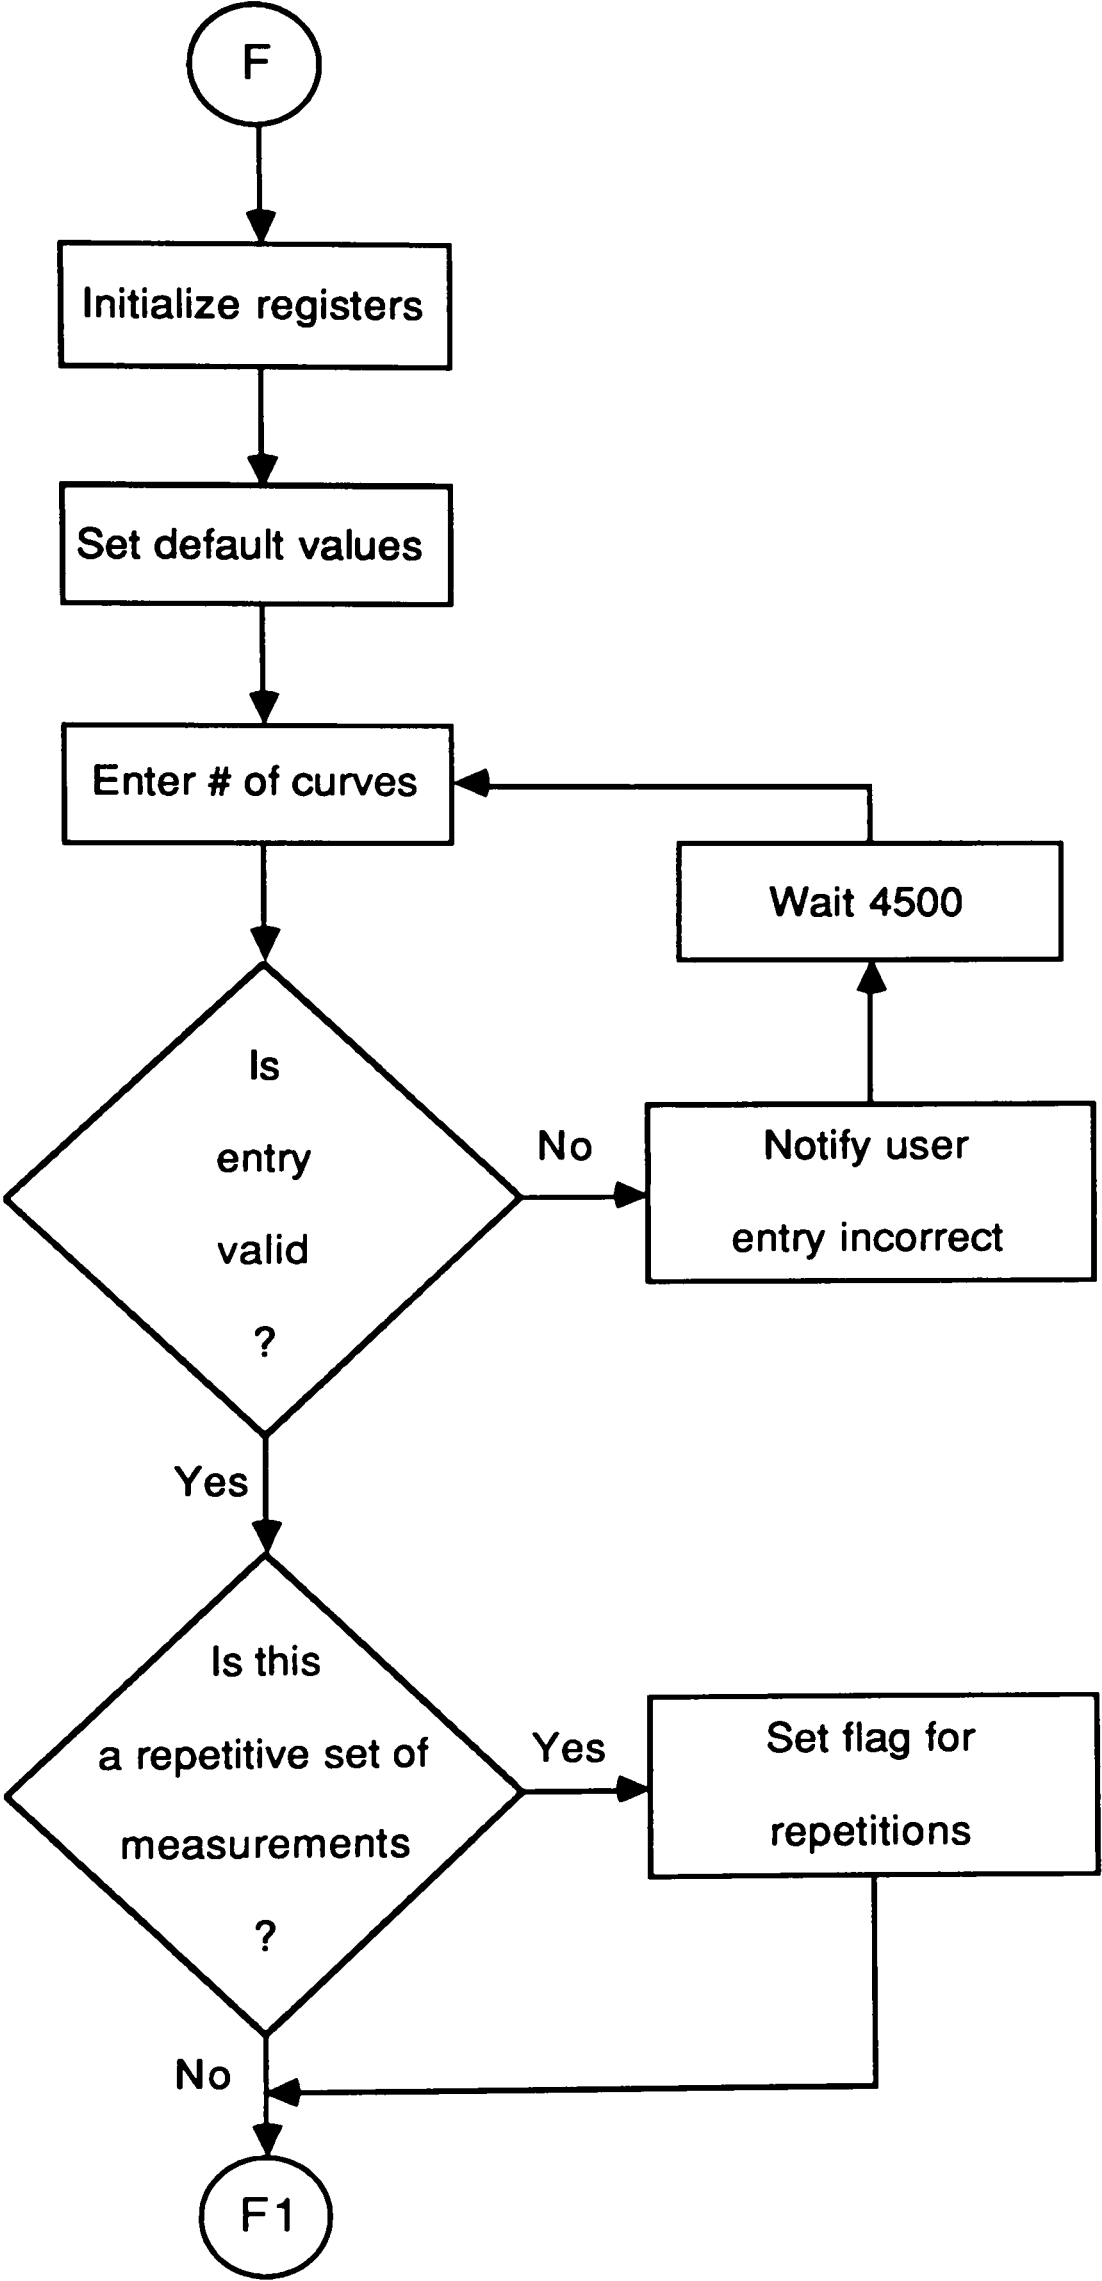 F
Initialize registers
Set default values
Enter # of curves
Wait 4500
Is
entry
valid
?
No
Notify user
entry incorrect
Yes
Is this
a repetitive set of
measurements
?
Yes
Set flag for
repetitions
No
F1